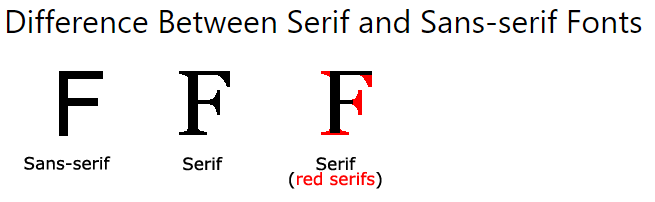 Difference Between Serif and Sans-serif Fonts
F F F
Sans-serif Serif Serif
(red serifs)